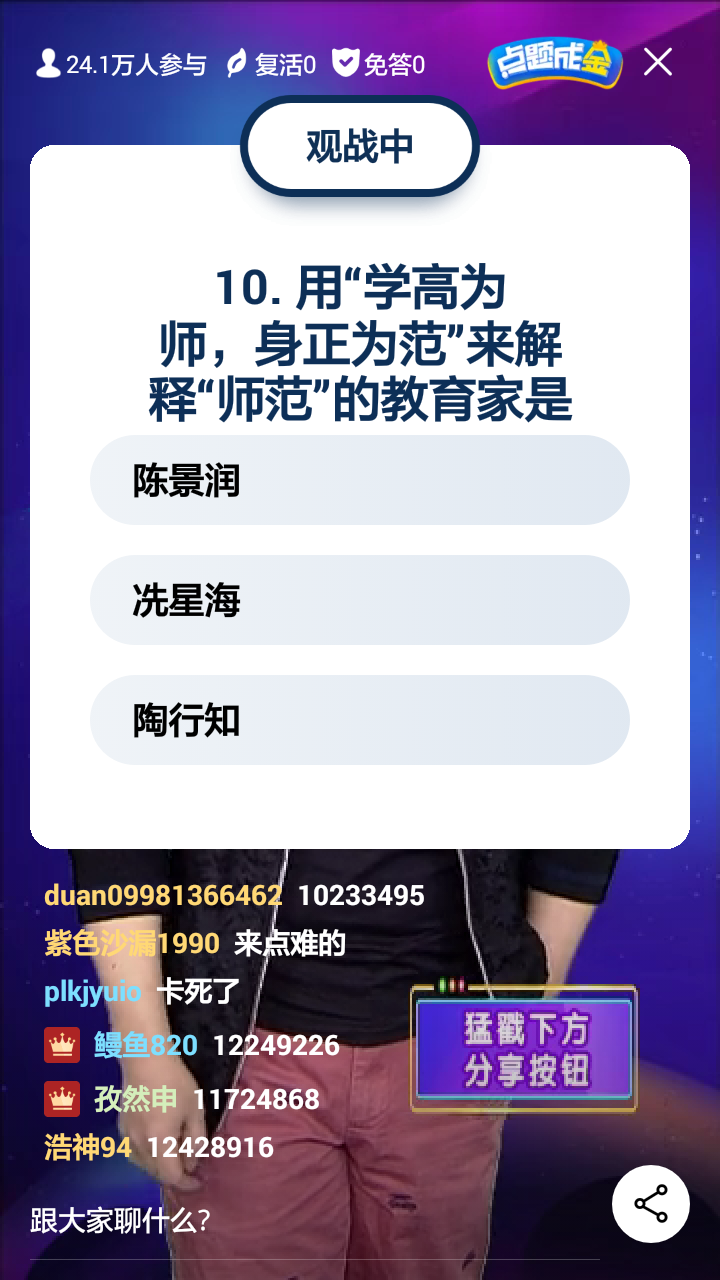 24.1万人参与 复活0 免答0 点题成金
观战中
10. 用“学高为
师，身正为范”来解
释“师范”的教育家是
陈景润
冼星海
陶行知
duan09981366462 10233495
紫色沙漏1990 来点难的
plkjyuio 卡死了
鳗鱼820 12249226
孜然申 11724868
浩神94 12428916
猛戳下方
分享按钮
跟大家聊什么?